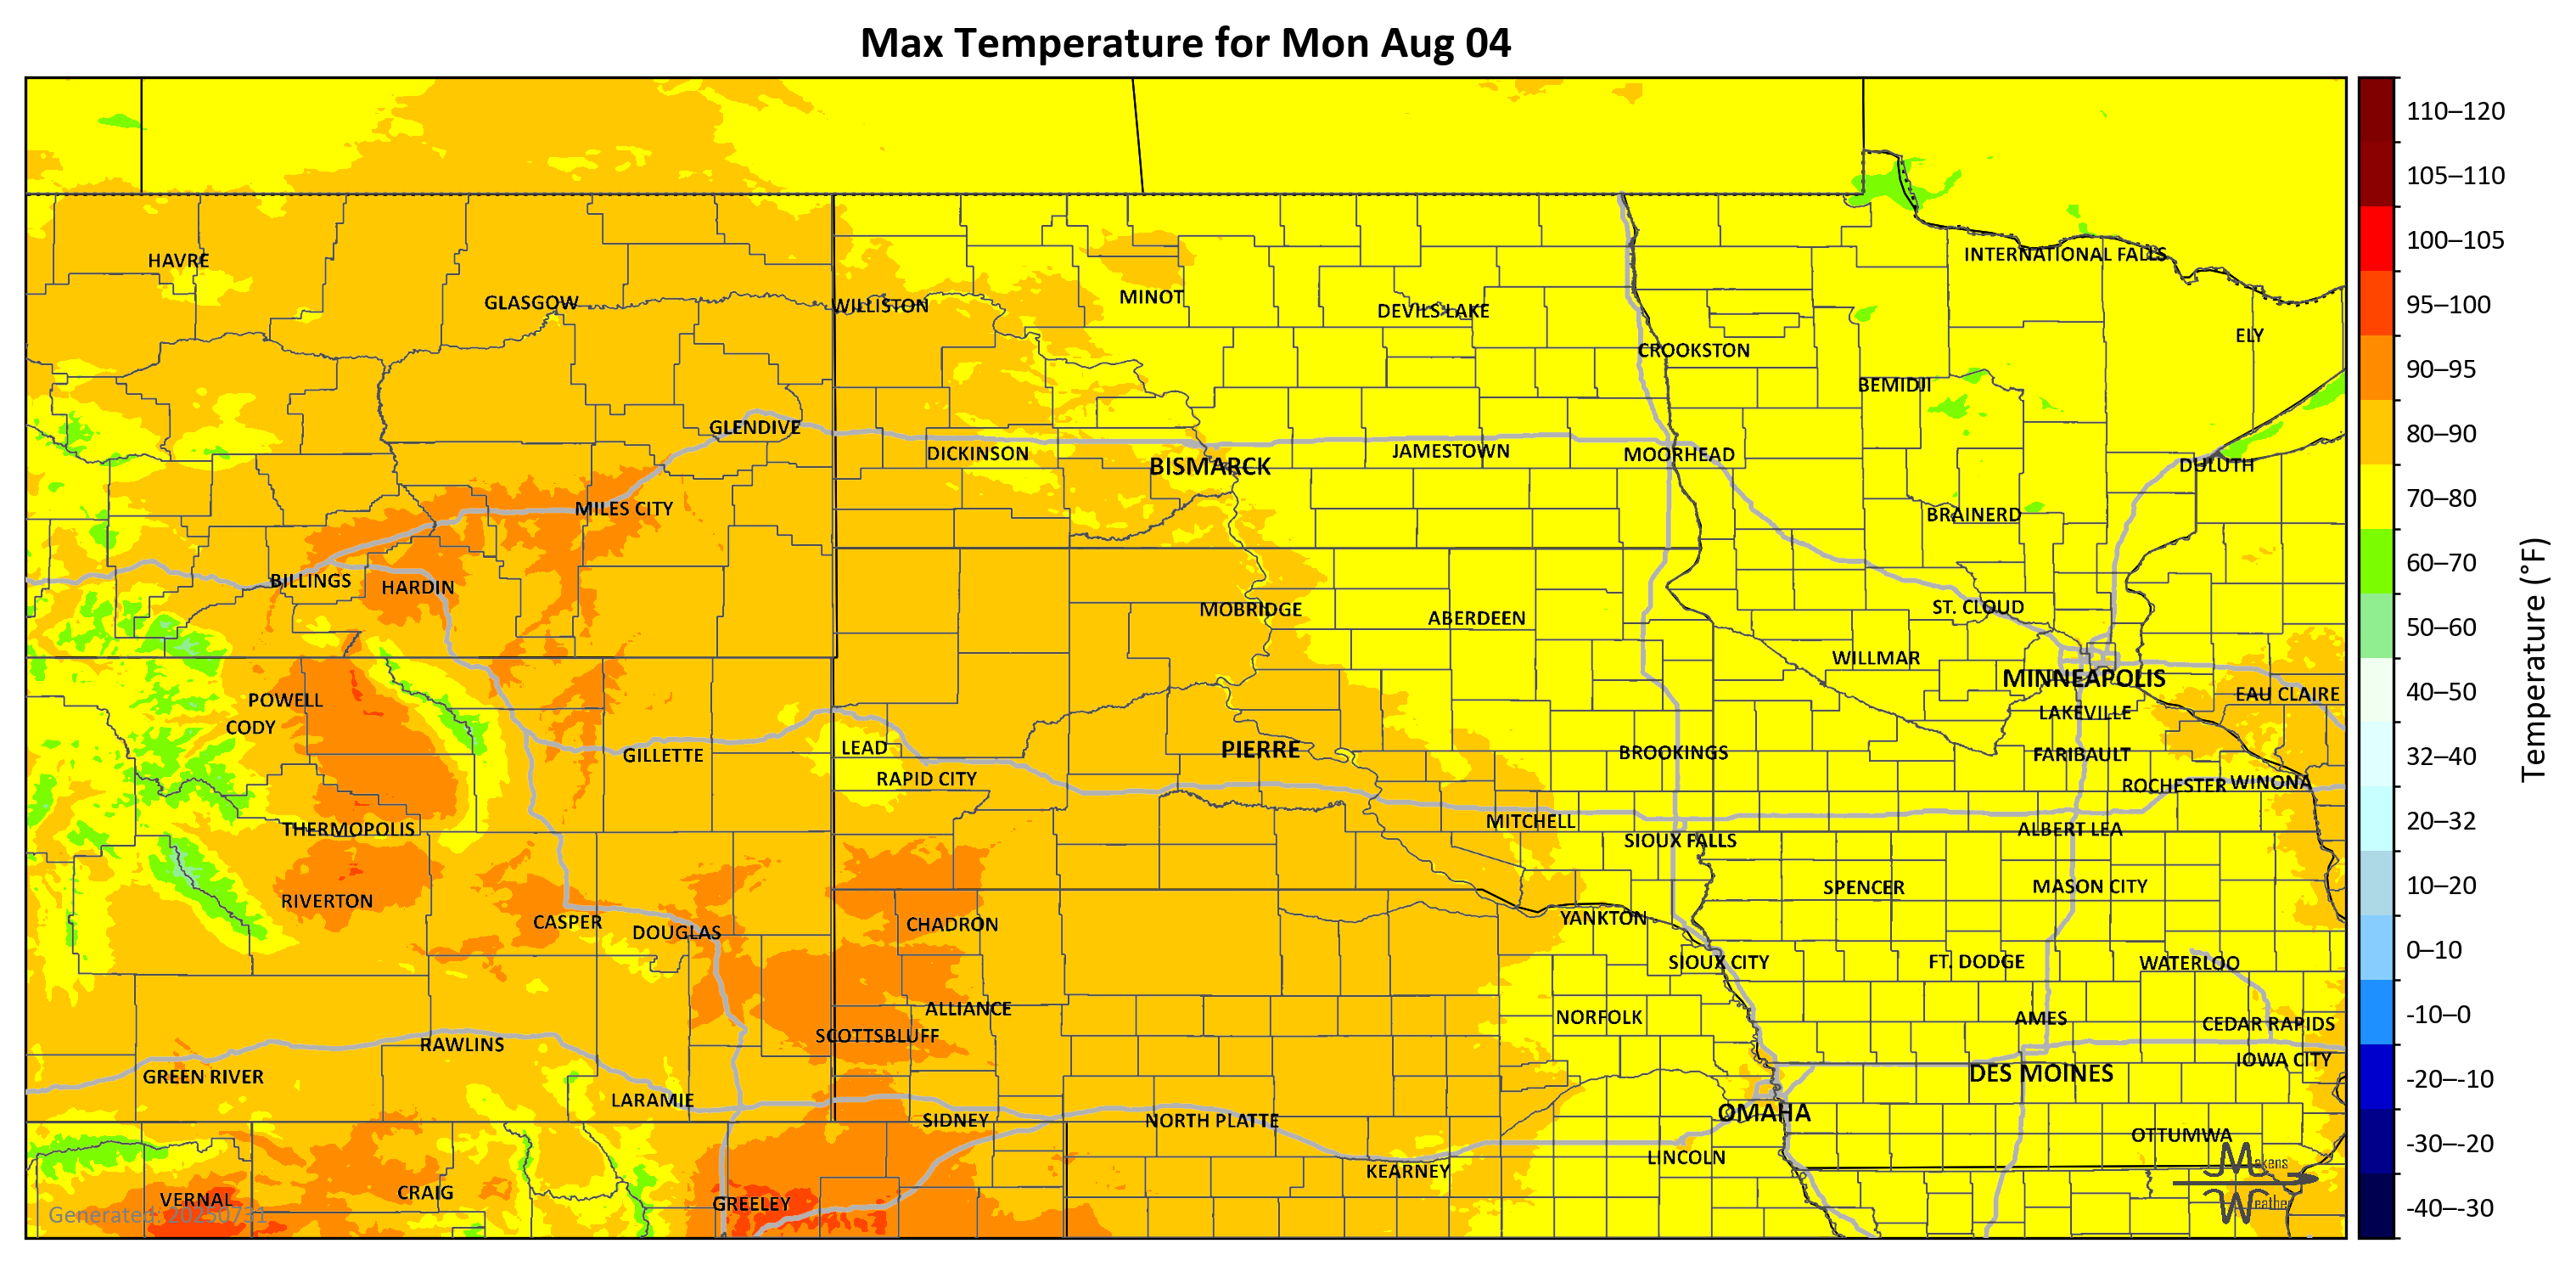 Max Temperature for Mon Aug 04
110–120
105–110
100–105
95–100
90–95
80–90
70–80
60–70
50–60
40–50
32–40
20–32
10–20
0–10
-10–0
-20–-10
-30–-20
-40–-30
Temperature (°F)
INTERNATIONAL FALLS
HAVRE
MINOT
GLASGOW
WILLISTON
DEVILS LAKE
ELY
CROOKSTON
BEMIDJI
GLENDIVE
DICKINSON
JAMESTOWN
MOORHEAD
BISMARCK
DULUTH
MILES CITY
BRAINERD
BILLINGS
HARDIN
MOBRIDGE
ABERDEEN
ST. CLOUD
WILLMAR
MINNEAPOLIS
POWELL
EAU CLAIRE
CODY
LAKEVILLE
GILLETTE
LEAD
PIERRE
BROOKINGS
FARIBAULT
RAPID CITY
ROCHESTER
WINONA
THERMOPOLIS
MITCHELL
ALBERT LEA
SIOUX FALLS
RIVERTON
SPENCER
MASON CITY
CASPER
DOUGLAS
CHADRON
YANKTON
SIOUX CITY
FT. DODGE
WATERLOO
ALLIANCE
NORFOLK
AMES
CEDAR RAPIDS
SCOTTSBLUFF
RAWLINS
IOWA CITY
GREEN RIVER
DES MOINES
LARAMIE
SIDNEY
NORTH PLATTE
OMAHA
OTTUMWA
KEARNEY
LINCOLN
VERNAL
CRAIG
GREELEY
Generated: 20250731
Makens
Weather